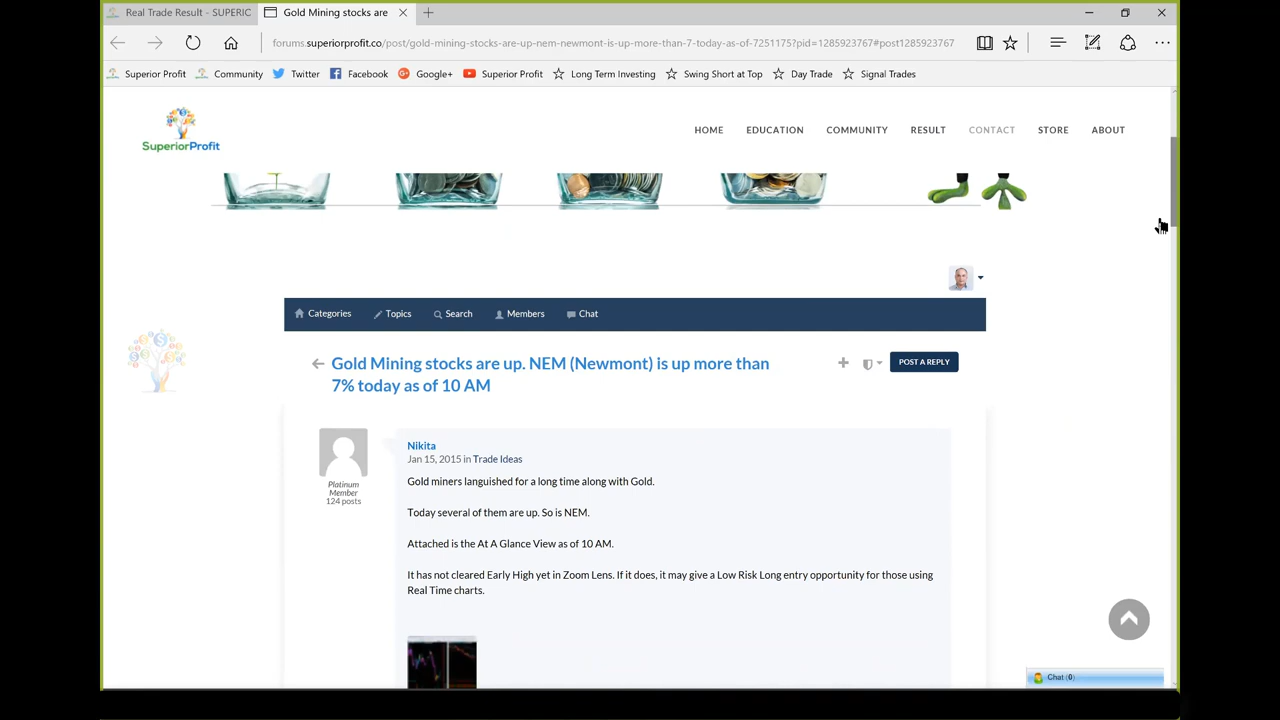 Real Trade Result - SUPERIC
Gold Mining stocks are
forums.superiorprofit.co/post/gold-mining-stocks-are-up-nem-newmont-is-up-more-than-7-today-as-of-7251175?pid=1285923767#post1285923767
Superior Profit Community Twitter Facebook Google+ Superior Profit Long Term Investing Swing Short at Top Day Trade Signal Trades
SuperiorProfit
HOME EDUCATION COMMUNITY RESULT CONTACT STORE ABOUT
Categories Topics Search Members Chat
Gold Mining stocks are up. NEM (Newmont) is up more than
7% today as of 10 AM
POST A REPLY
Nikita
Jan 15, 2015 in Trade Ideas
Platinum
Member
124 posts
Gold miners languished for a long time along with Gold.
Today several of them are up. So is NEM.
Attached is the At A Glance View as of 10 AM.
It has not cleared Early High yet in Zoom Lens. If it does, it may give a Low Risk Long entry opportunity for those using
Real Time charts.
Chat (0)